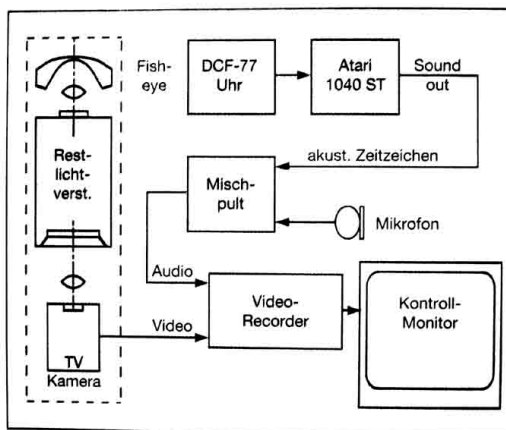 Fish-
eye
DCF-77
Uhr
Atari
1040 ST
Sound
out
Rest-
licht-
verst.
akust. Zeitzeichen
Misch-
pult
Mikrofon
Audio
Video-
Recorder
Kontroll-
Monitor
Video
TV
Kamera